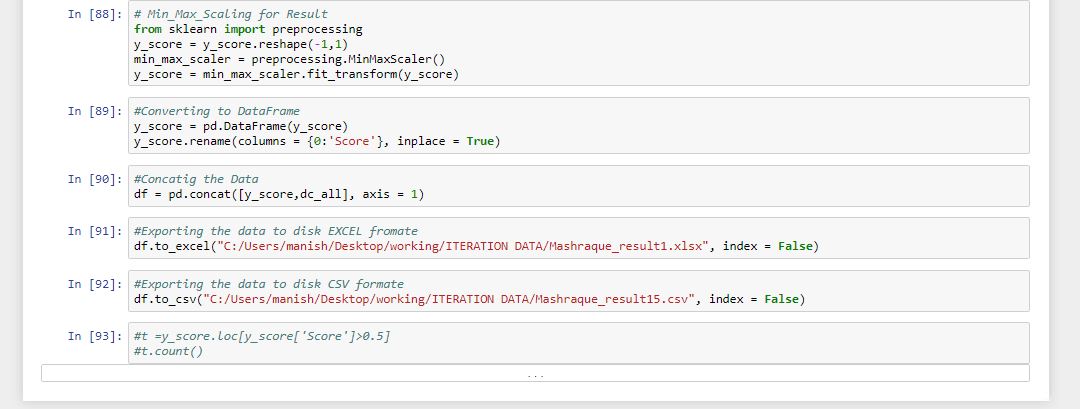 In [88]: # Min_Max_Scaling for Result
from sklearn import preprocessing
y_score = y_score.reshape(-1,1)
min_max_scaler = preprocessing.MinMaxScaler()
y_score = min_max_scaler.fit_transform(y_score)
In [89]: #Converting to DataFrame
y_score = pd.DataFrame(y_score)
y_score.rename(columns = {0:'Score'}, inplace = True)
In [90]: #Concatig the Data
df = pd.concat([y_score,dc_all], axis = 1)
In [91]: #Exporting the data to disk EXCEL fromate
df.to_excel("C:/Users/manish/Desktop/working/ITERATION DATA/Mashraque_result1.xlsx", index = False)
In [92]: #Exporting the data to disk CSV formate
df.to_csv("C:/Users/manish/Desktop/working/ITERATION DATA/Mashraque_result15.csv", index = False)
In [93]: #t =y_score.loc[y_score['Score']>0.5]
#t.count()
...